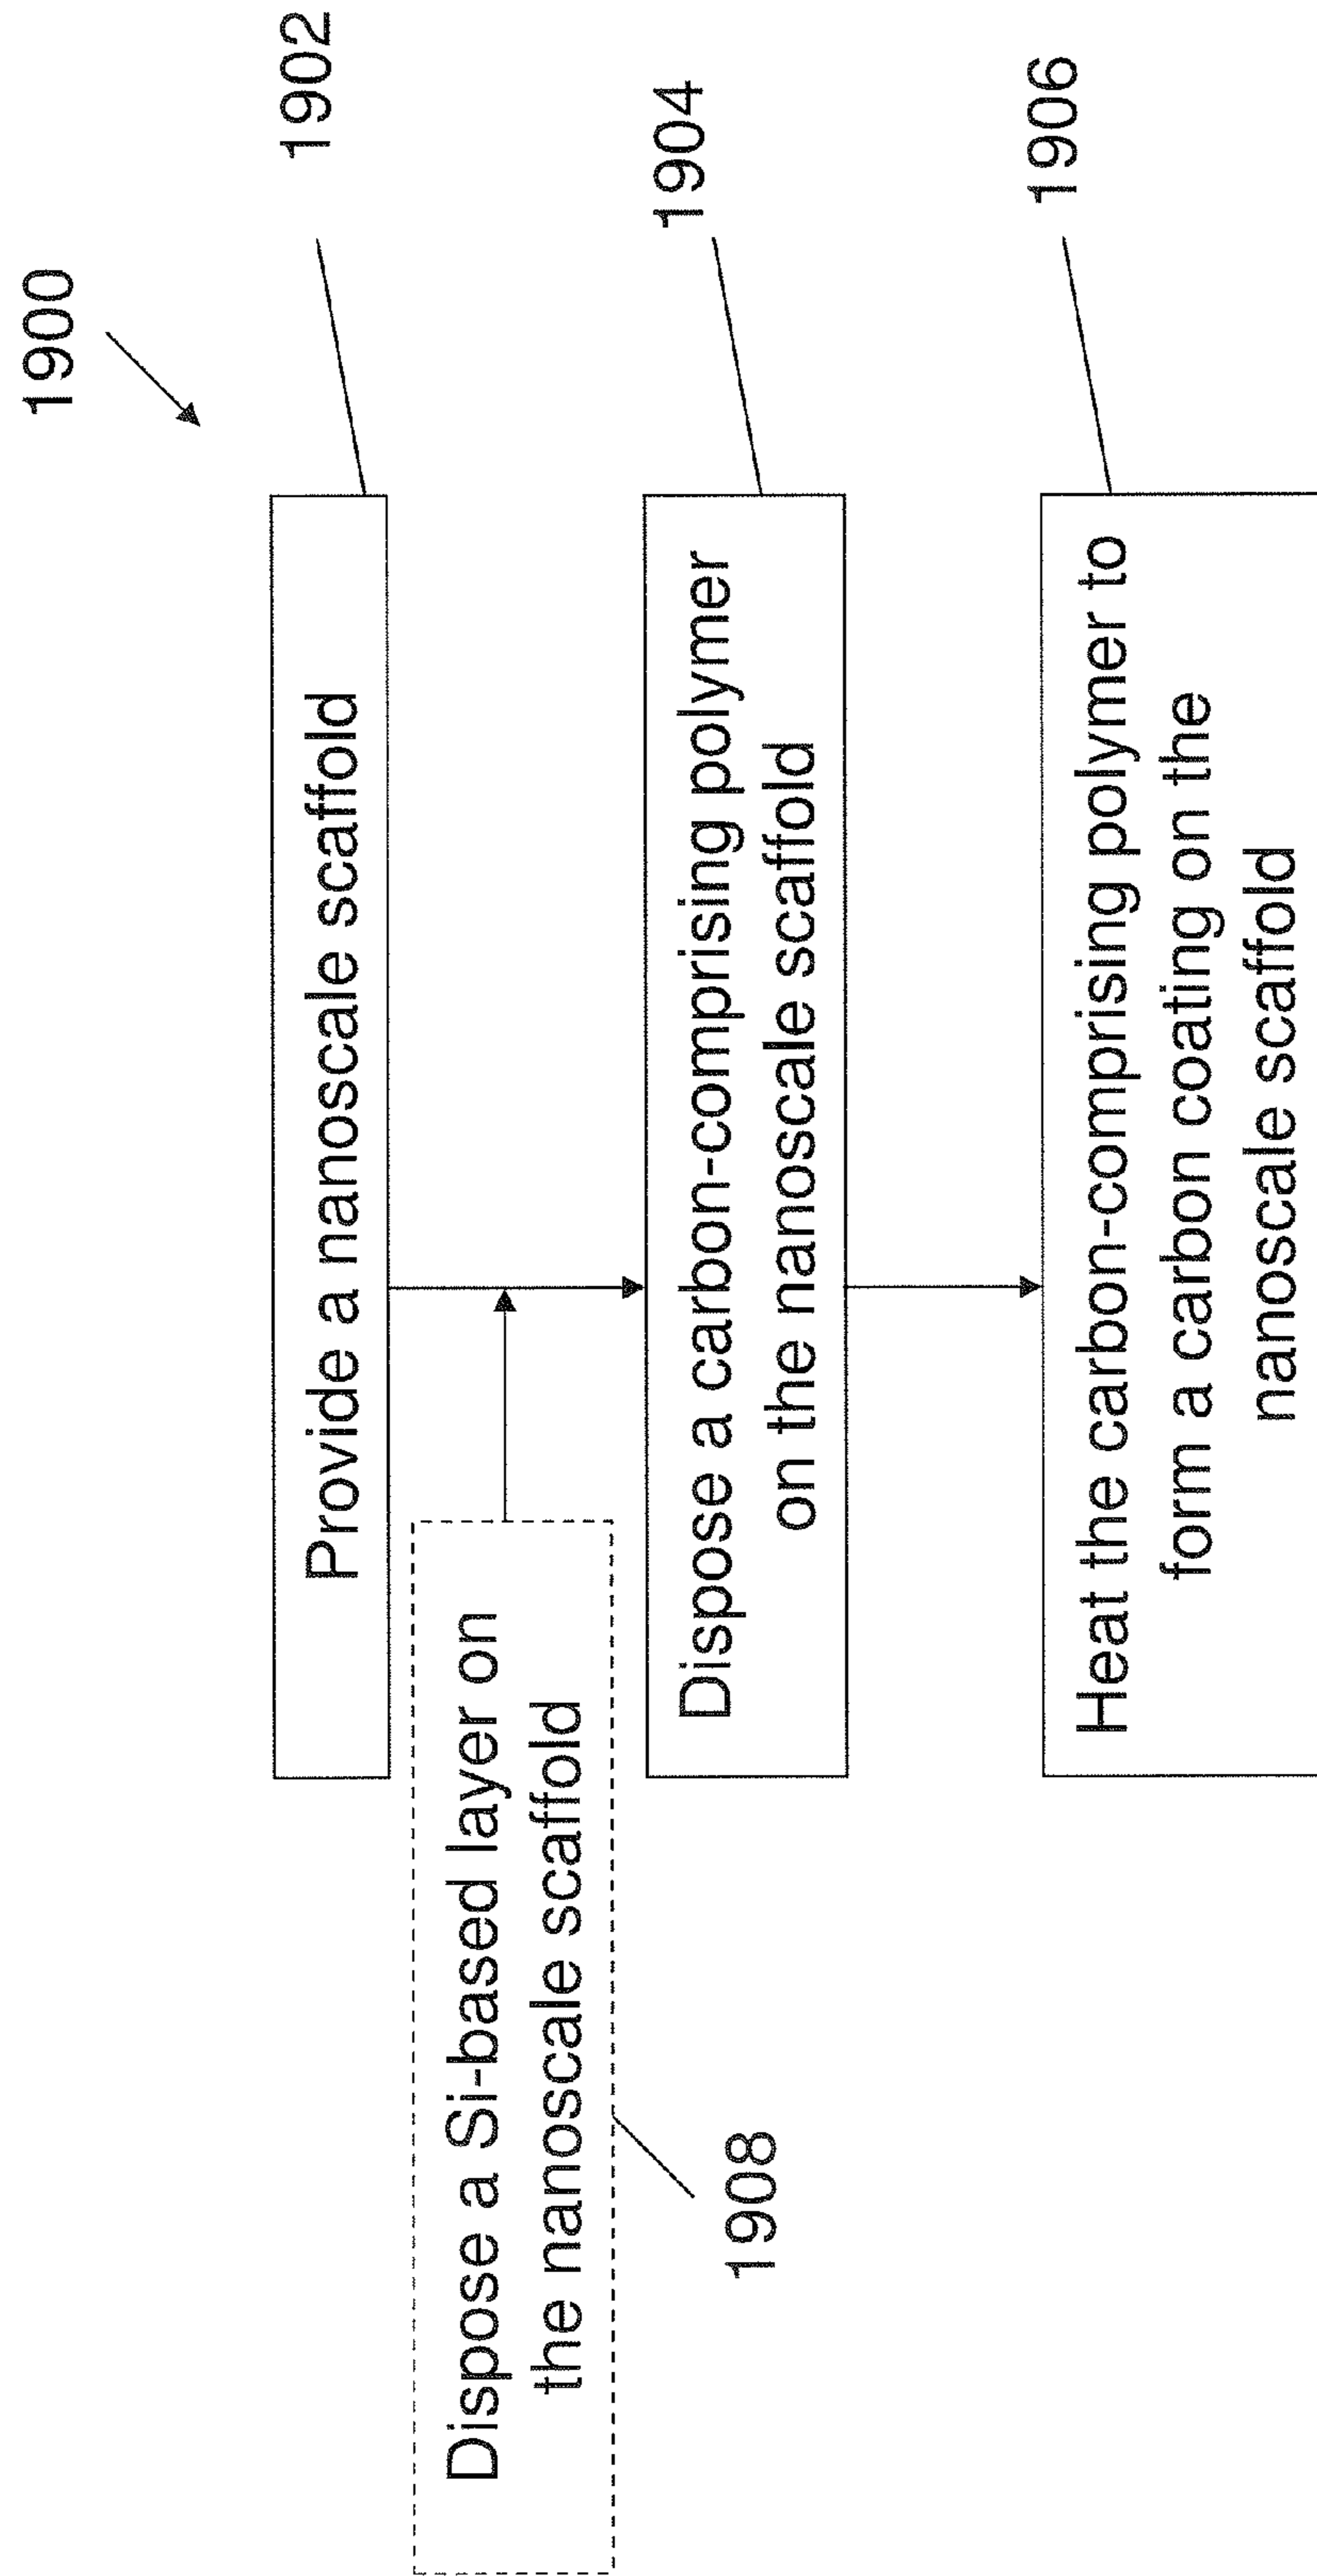 1900
Provide a nanoscale scaffold
1902
Dispose a Si-based layer on
the nanoscale scaffold
1908
Dispose a carbon-comprising polymer
on the nanoscale scaffold
1904
Heat the carbon-comprising polymer to
form a carbon coating on the
nanoscale scaffold
1906